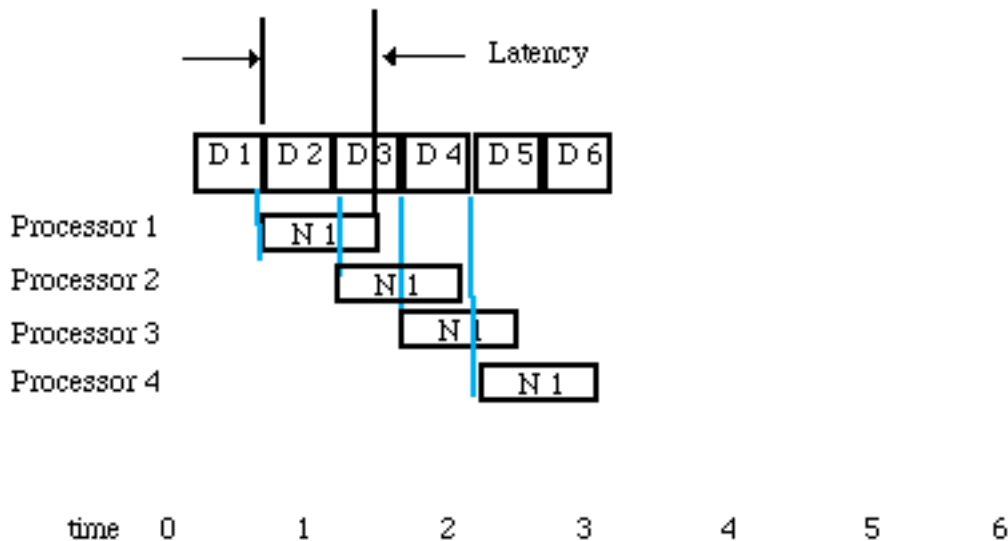 Latency
D 1 D 2 D 3 D 4 D 5 D 6
Processor 1 N 1
Processor 2 N 1
Processor 3 N 1
Processor 4 N 1
time 0 1 2 3 4 5 6